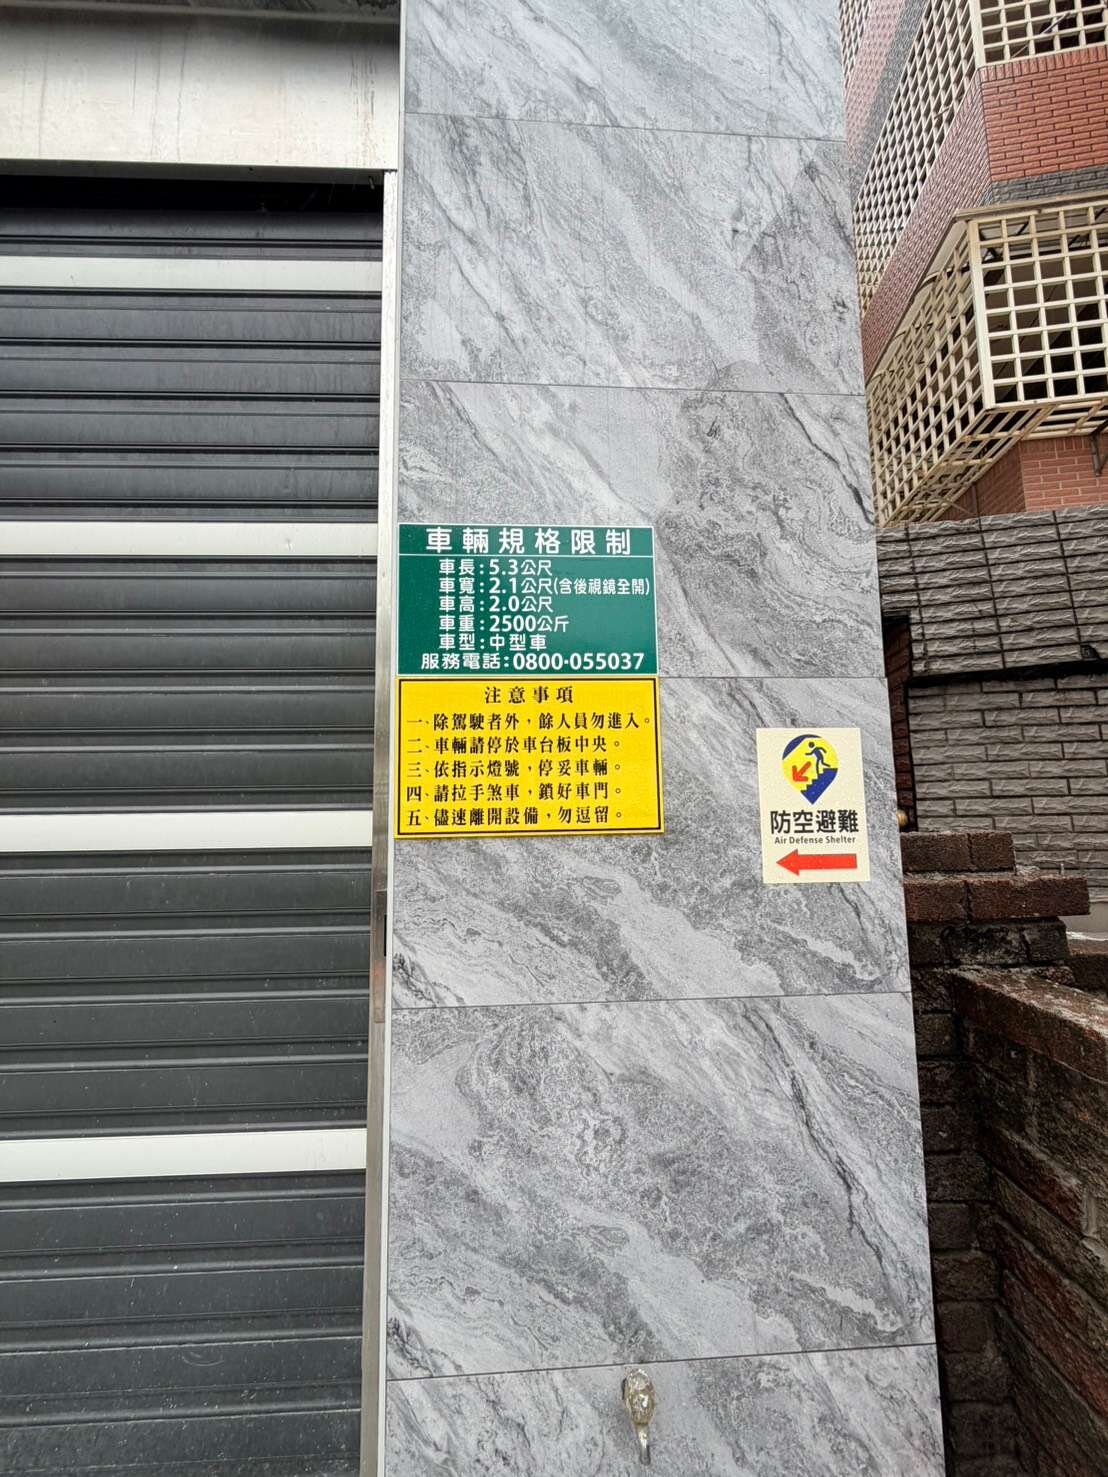 車輛規格限制
車長:5.3公尺
車寬:2.1公尺(含後視鏡全開)
車高:2.0公尺
車重:2500公斤
車型:中型車
服務電話:0800-055037
注意事項
一、除駕駛者外，餘人員勿進入。
二、車輛請停於車台板中央。
三、依指示燈號，停妥車輛。
四、請拉手煞車，鎖好車門。
五、儘速離開設備，勿逗留。
防空避難
Air Defense Shelter